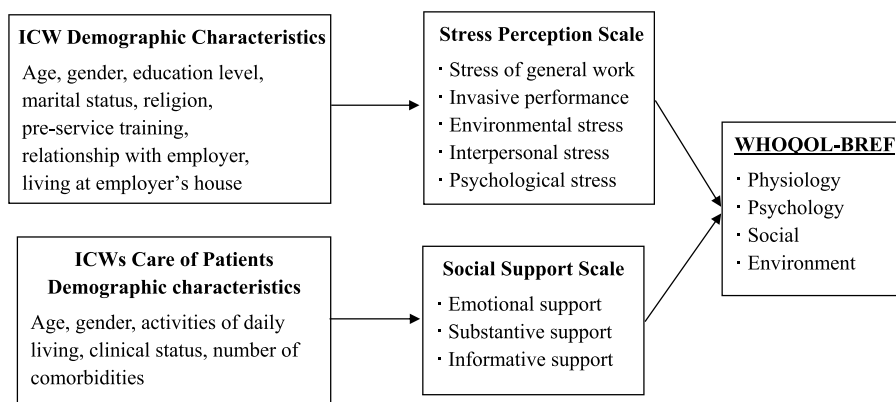 ICW Demographic Characteristics
Age, gender, education level,
marital status, religion,
pre-service training,
relationship with employer,
living at employer's house
Stress Perception Scale
· Stress of general work
· Invasive performance
· Environmental stress
· Interpersonal stress
· Psychological stress
ICWs Care of Patients
Demographic characteristics
Age, gender, activities of daily
living, clinical status, number of
comorbidities
Social Support Scale
· Emotional support
· Substantive support
· Informative support
WHOQOL-BREF
· Physiology
· Psychology
· Social
· Environment